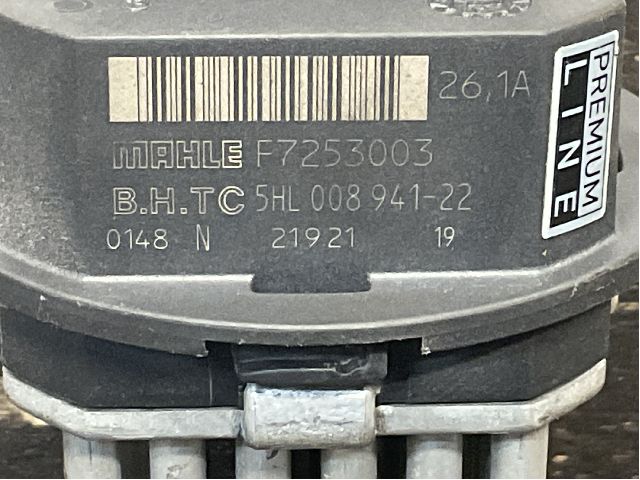 26,1A
MAHLE F7253003
B.H.TC 5HL 008 941-22
0148 N 21921 19
PREMIUM
LINE